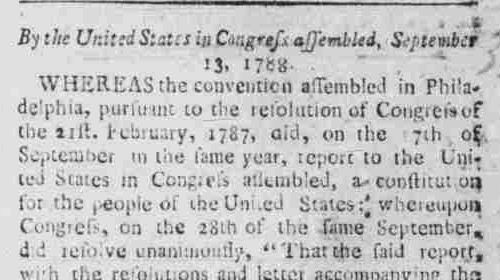 By the United States in Congreſs aſſembled, September
13, 1788.
WHEREAS the convention aſſembled in Phila-
delphia, purſuant to the reſolution of Congreſs of
the 21ſt. February, 1787, did, on the 17th of
September in the ſame year, report to the Uni-
ted States in Congreſs aſſembled, a conſtitution
for the people of the United States; whereupon
Congreſs, on the 28th of the ſame September,
did reſolve unanimouſly, "That the ſaid report,
with the reſolutions and letter accompanying the